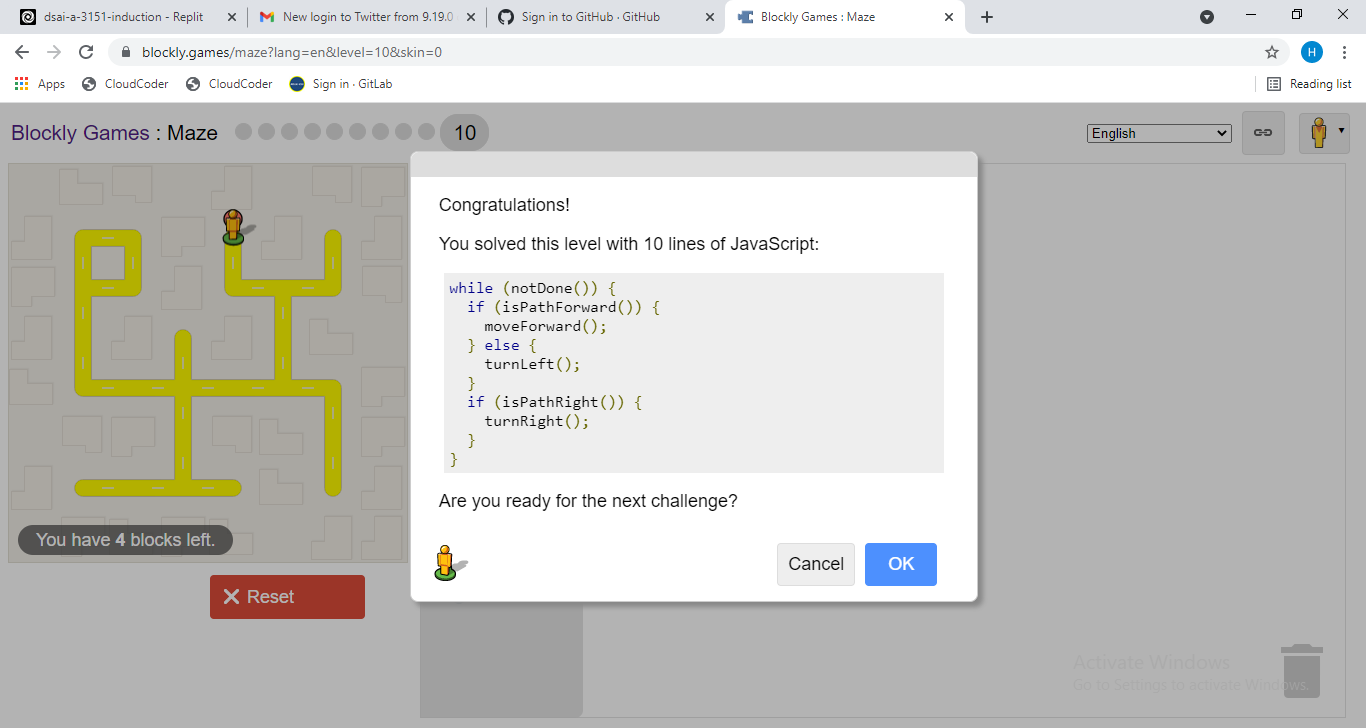 dsai-a-3151-induction - Replit
New login to Twitter from 9.19.0
Sign in to GitHub · GitHub
Blockly Games : Maze
blockly.games/maze?lang=en&level=10&skin=0
H
Apps
CloudCoder
CloudCoder
Sign in · GitLab
Reading list
Blockly Games : Maze
10
English
Congratulations!
You solved this level with 10 lines of JavaScript:
while (notDone()) {
  if (isPathForward()) {
    moveForward();
  } else {
    turnLeft();
  }
  if (isPathRight()) {
    turnRight();
  }
}
Are you ready for the next challenge?
Cancel
OK
You have 4 blocks left.
Reset
Activate Windows
Go to Settings to activate Windows.